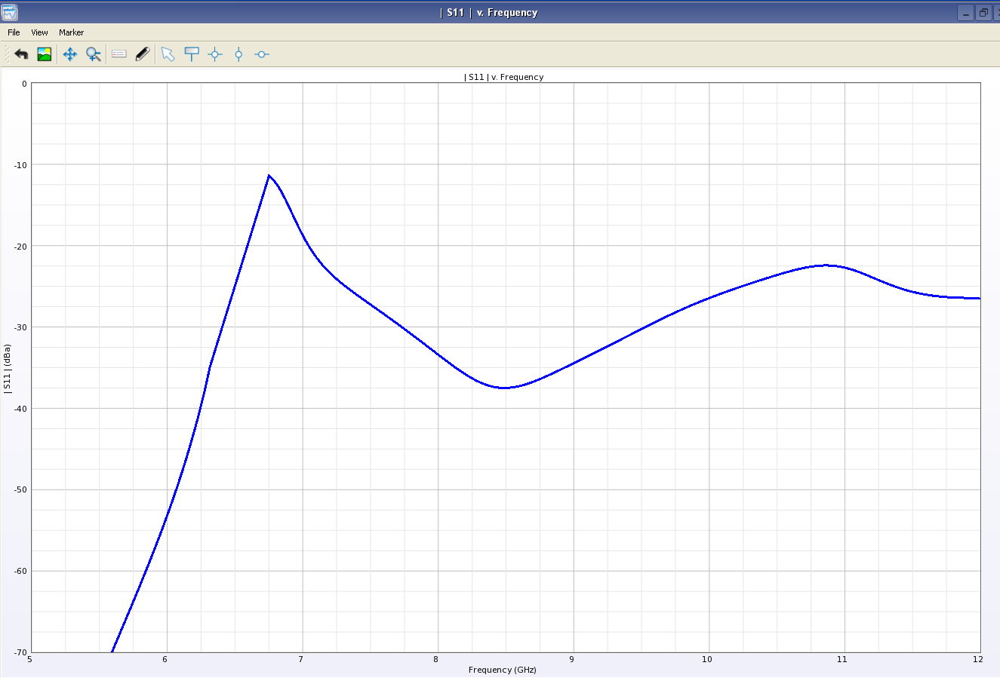 | S11 | v. Frequency
File View Marker
| S11 | v. Frequency
0
-10
-20
-30
-40
-50
-60
-70
| S11 | (dBa)
5 6 7 8 9 10 11 12
Frequency (GHz)